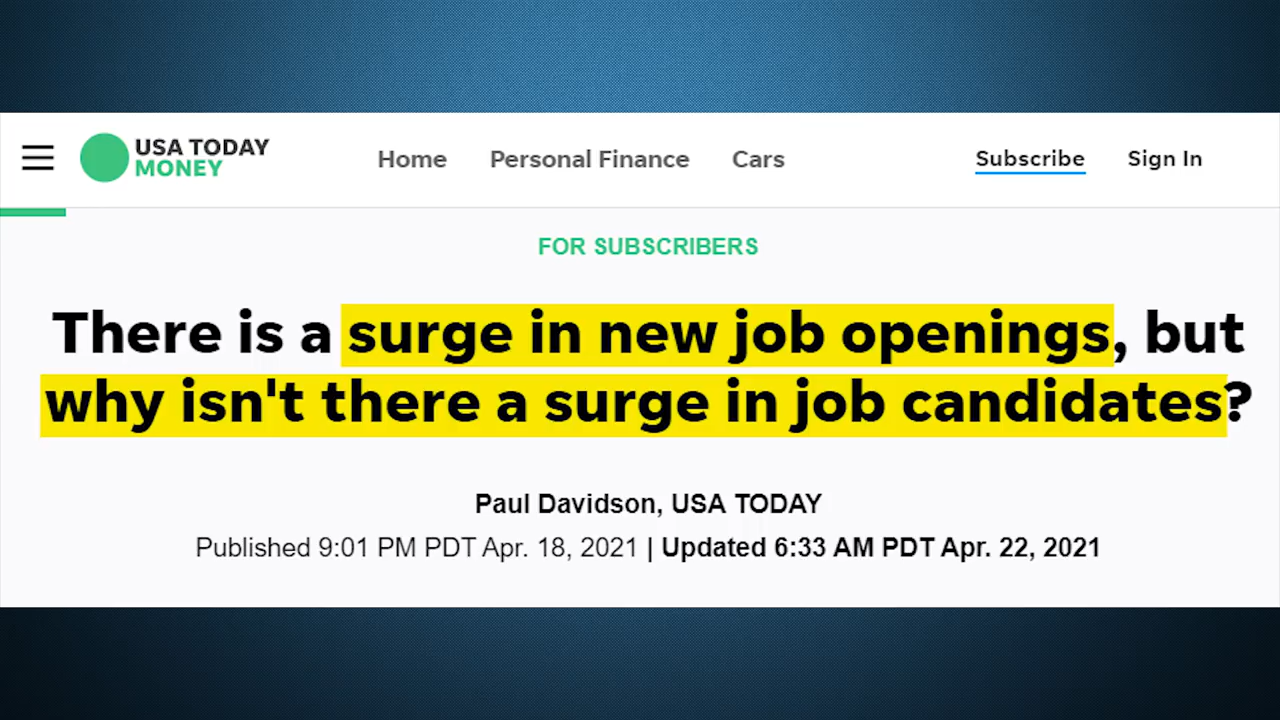 USA TODAY
MONEY
Home Personal Finance Cars
Subscribe Sign In
FOR SUBSCRIBERS
There is a surge in new job openings, but
why isn't there a surge in job candidates?
Paul Davidson, USA TODAY
Published 9:01 PM PDT Apr. 18, 2021 | Updated 6:33 AM PDT Apr. 22, 2021